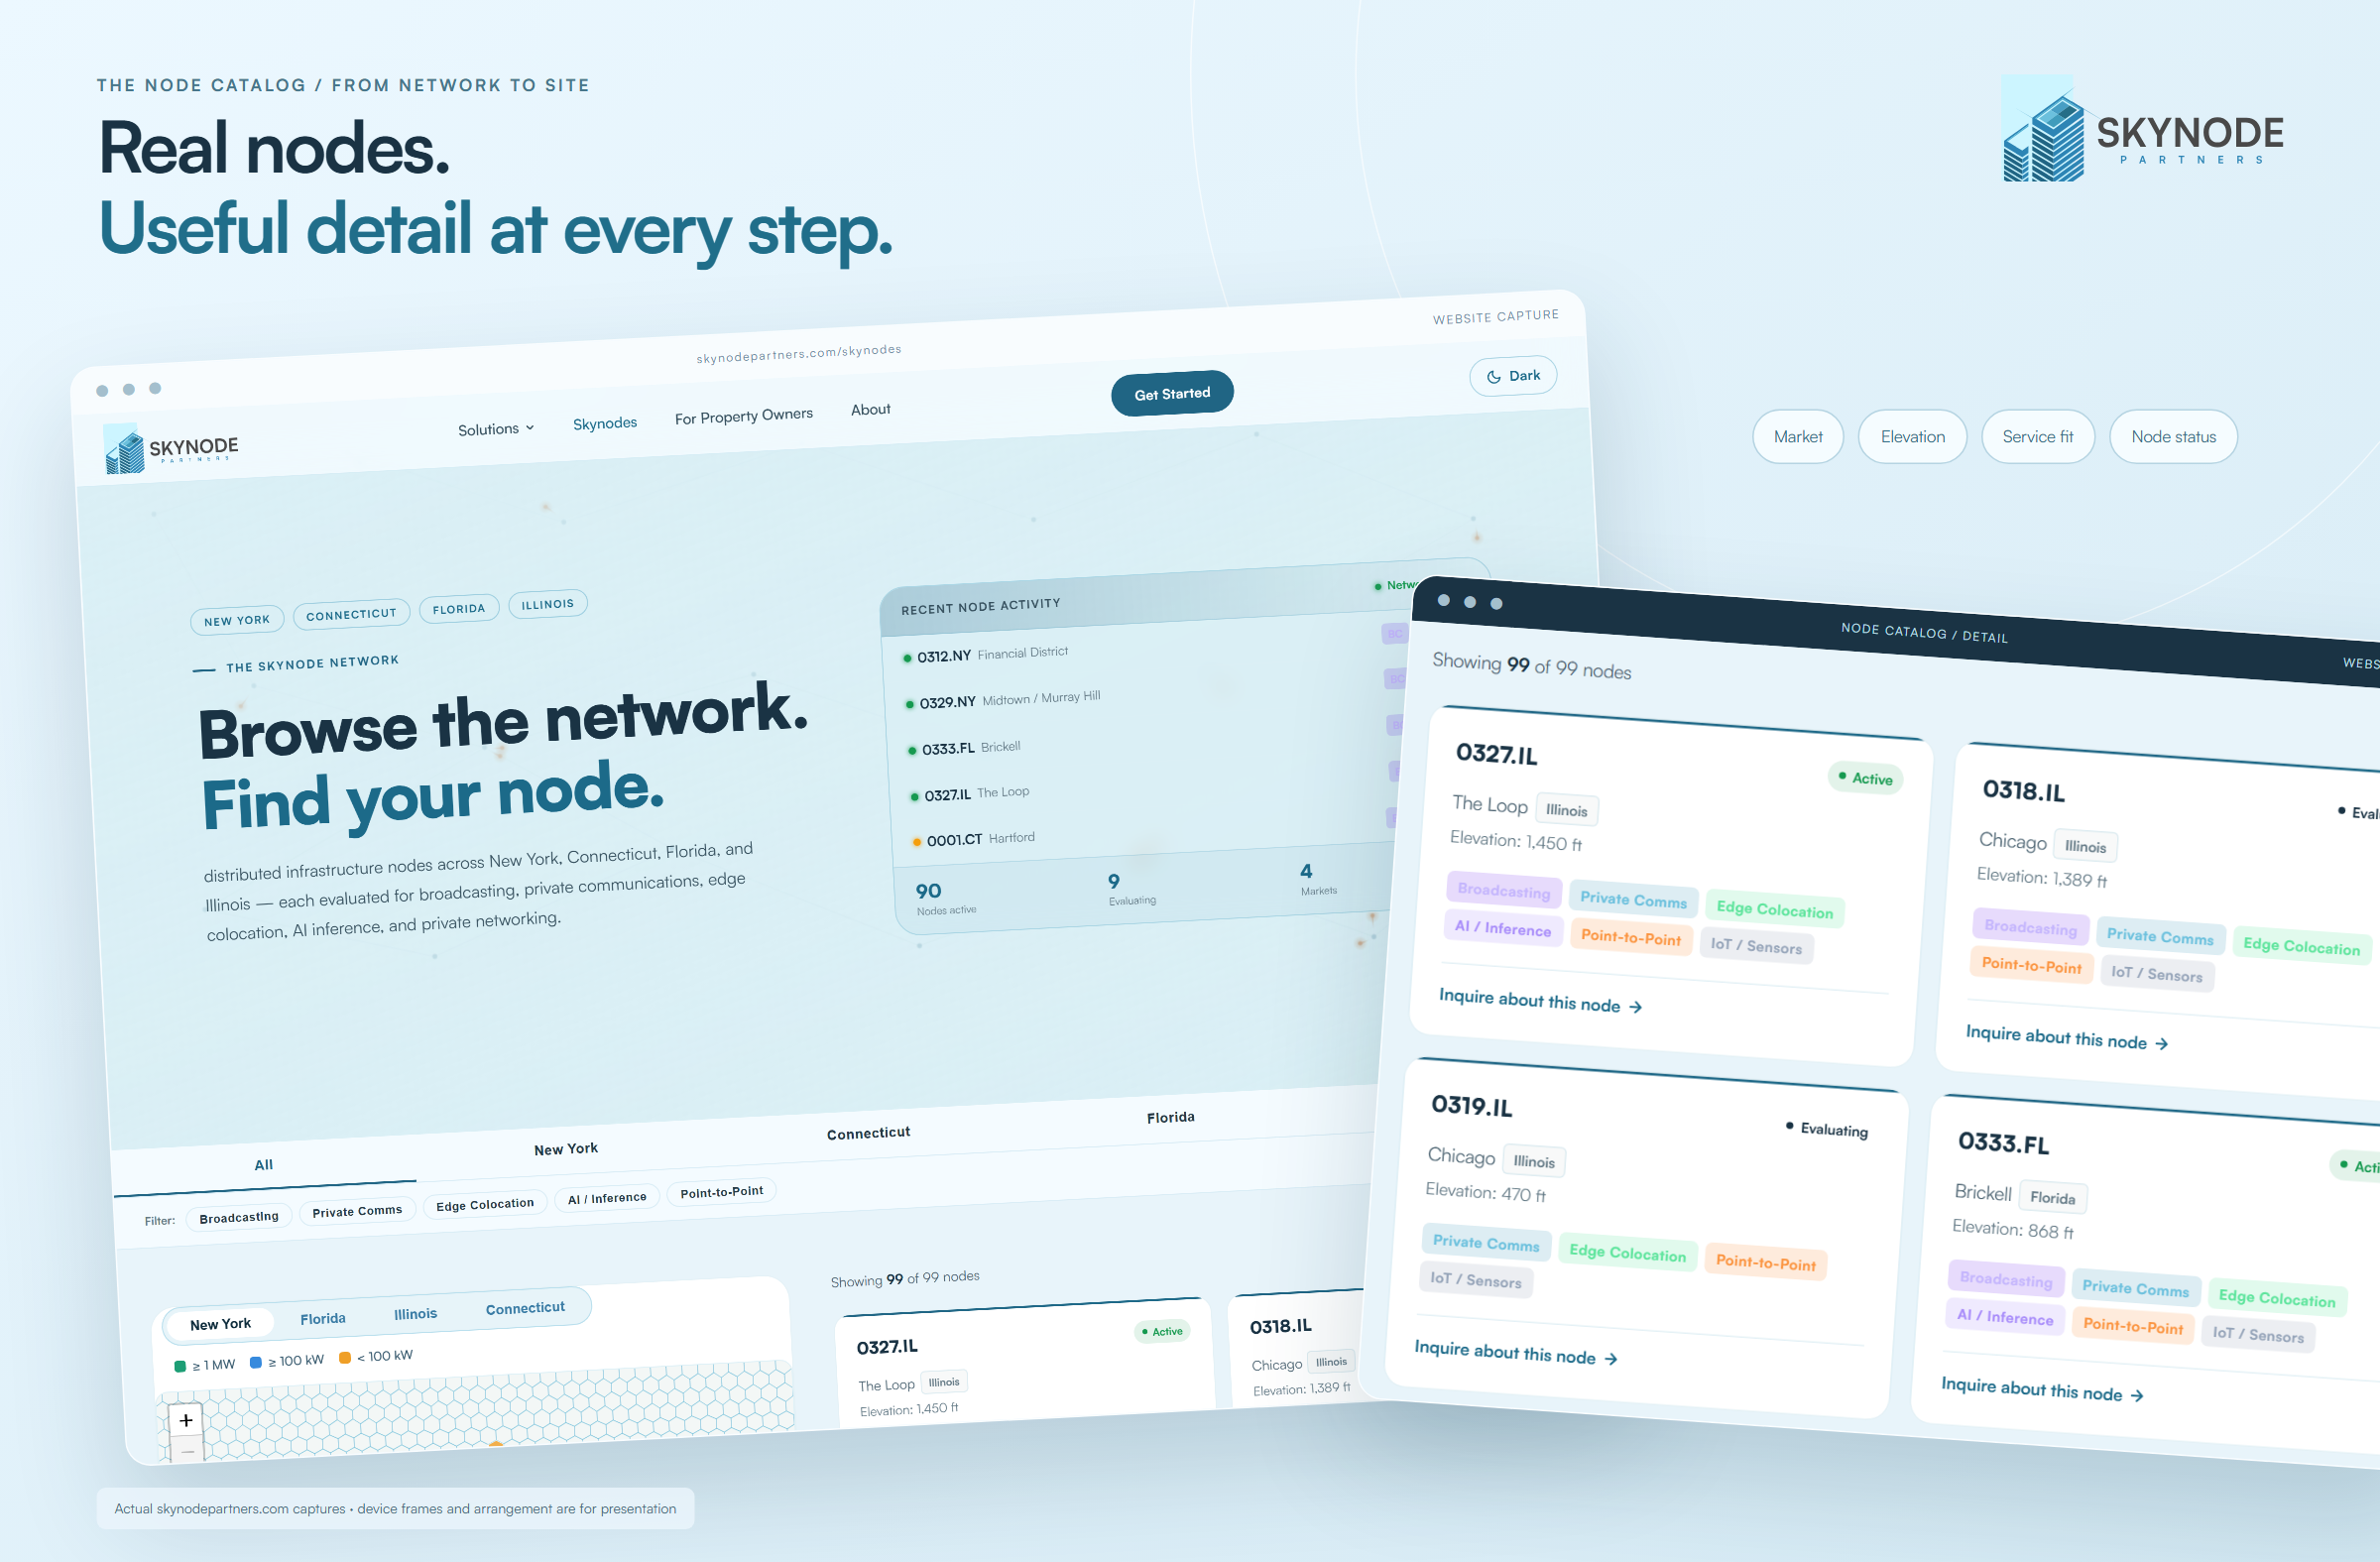 THE NODE CATALOG / FROM NETWORK TO SITE
Real nodes.
Useful detail at every step.
SKYNODE
PARTNERS
Market
Elevation
Service fit
Node status
WEBSITE CAPTURE
skynodepartners.com/skynodes
SKYNODE
PARTNERS
Solutions
Skynodes
For Property Owners
About
Get Started
Dark
NEW YORK
CONNECTICUT
FLORIDA
ILLINOIS
THE SKYNODE NETWORK
Browse the network.
Find your node.
distributed infrastructure nodes across New York, Connecticut, Florida, and
Illinois — each evaluated for broadcasting, private communications, edge
colocation, AI inference, and private networking.
RECENT NODE ACTIVITY
0312.NY Financial District
BC
0329.NY Midtown / Murray Hill
BC
0333.FL Brickell
0327.IL The Loop
0001.CT Hartford
90
Nodes active
9
Evaluating
4
Markets
All
New York
Connecticut
Florida
Filter:
Broadcasting
Private Comms
Edge Colocation
AI / Inference
Point-to-Point
New York
Florida
Illinois
Connecticut
≥ 1 MW
≥ 100 kW
< 100 kW
+
−
Showing 99 of 99 nodes
0327.IL
Active
The Loop Illinois
Elevation: 1,450 ft
0318.IL
Chicago Illinois
Elevation: 1,389 ft
NODE CATALOG / DETAIL
Showing 99 of 99 nodes
0327.IL
Active
The Loop Illinois
Elevation: 1,450 ft
Broadcasting Private Comms Edge Colocation
AI / Inference Point-to-Point IoT / Sensors
Inquire about this node →
0318.IL
Chicago Illinois
Elevation: 1,389 ft
Broadcasting Private Comms Edge Colocation
Point-to-Point IoT / Sensors
Inquire about this node →
0319.IL
Evaluating
Chicago Illinois
Elevation: 470 ft
Private Comms Edge Colocation Point-to-Point
IoT / Sensors
Inquire about this node →
0333.FL
Brickell Florida
Elevation: 868 ft
Broadcasting Private Comms Edge Colocation
AI / Inference Point-to-Point IoT / Sensors
Inquire about this node →
Actual skynodepartners.com captures · device frames and arrangement are for presentation